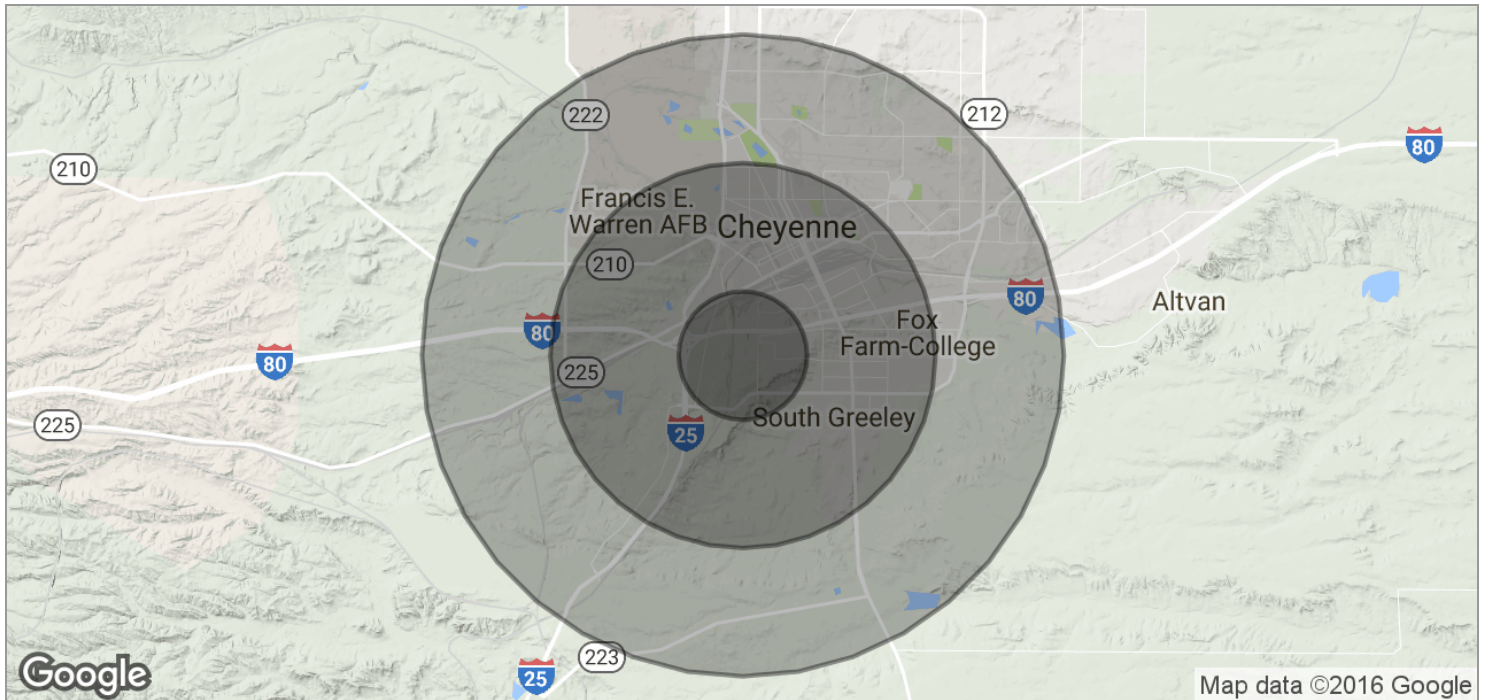 222
212
80
210
Francis E.
Warren AFB
Cheyenne
210
80
Altvan
80
Fox
Farm-College
80
225
South Greeley
225
25
223
25
Google
Map data ©2016 Google